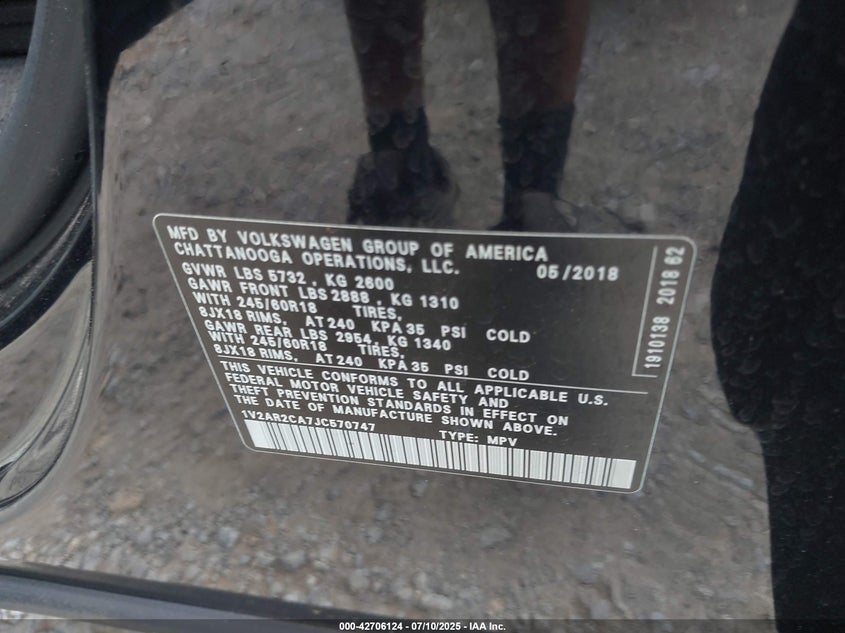 MFD BY VOLKSWAGEN GROUP OF AMERICA
CHATTANOOGA OPERATIONS, LLC.
05/2018
GVWR LBS 5732 , KG 2600
GAWR FRONT LBS 2888 , KG 1310
WITH 245/60R18 TIRES,
8JX18 RIMS, AT 240 KPA 35 PSI COLD
GAWR REAR LBS 2954, KG 1340
WITH 245/60R18 TIRES,
8JX18 RIMS, AT 240 KPA 35 PSI COLD
THIS VEHICLE CONFORMS TO ALL APPLICABLE U.S.
FEDERAL MOTOR VEHICLE SAFETY AND
THEFT PREVENTION STANDARDS IN EFFECT ON
THE DATE OF MANUFACTURE SHOWN ABOVE.
1V2AR2CA7JC570747 TYPE: MPV
1910138 2018 62
000-42706124 / 07/10/2025 - IAA Inc.